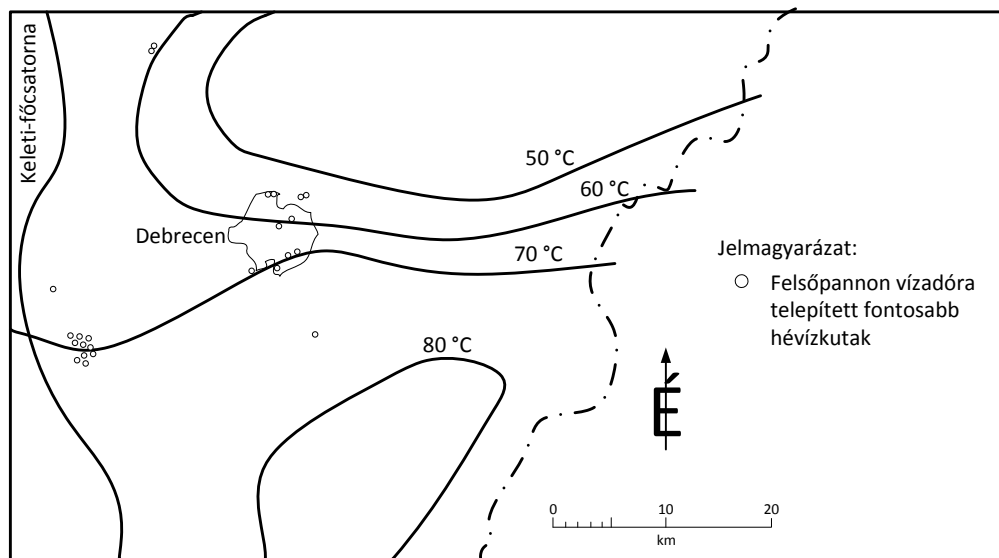 Keleti-főcsatorna
50 °C
60 °C
Debrecen
70 °C
80 °C
Jelmagyarázat:
Felsőpannon vízadóra
telepített fontosabb
hévízkutak
É
0 10 20
km